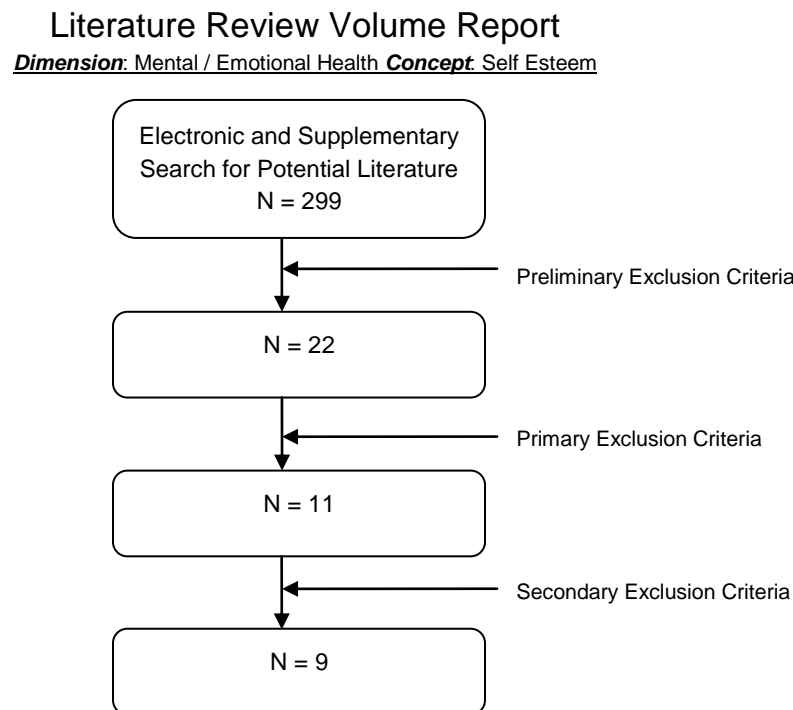 Literature Review Volume Report
Dimension: Mental / Emotional Health Concept: Self Esteem
Electronic and Supplementary
Search for Potential Literature
N = 299
Preliminary Exclusion Criteria
N = 22
Primary Exclusion Criteria
N = 11
Secondary Exclusion Criteria
N = 9